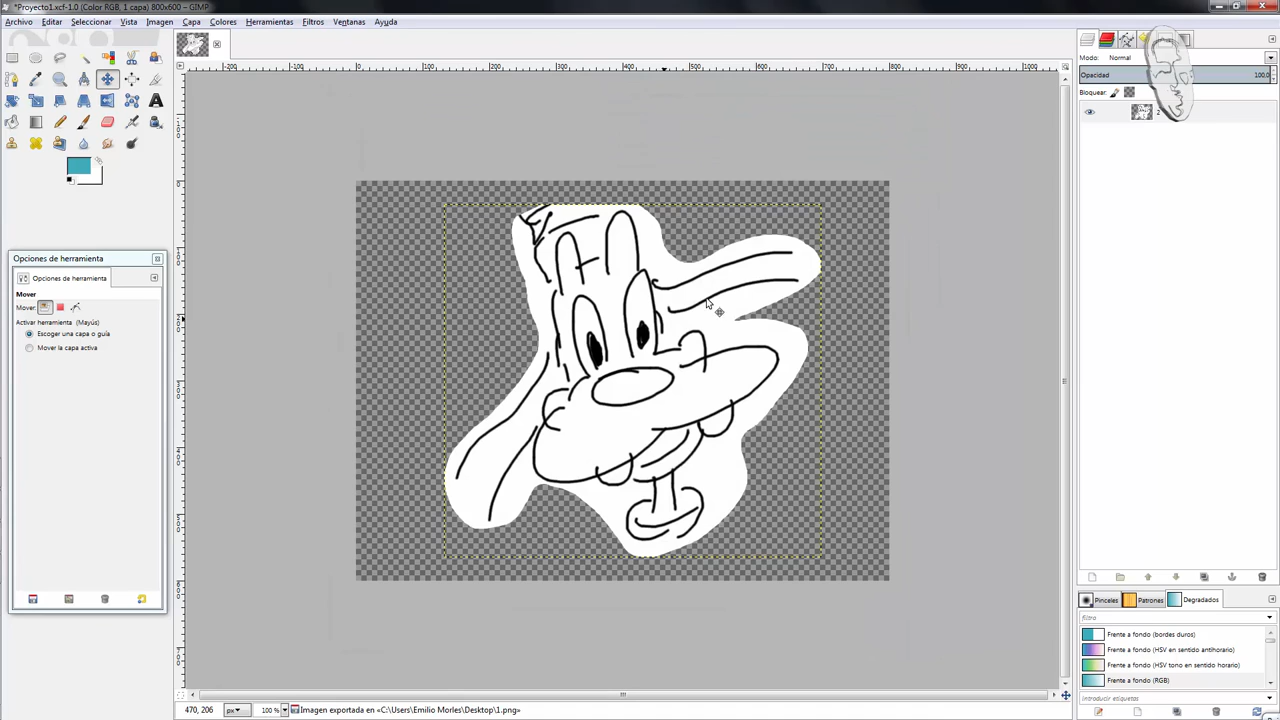 *Proyecto1.xcf-1.0 (Color RGB, 1 capa) 800x600 – GIMP
Archivo Editar Seleccionar Vista Imagen Capa Colores Herramientas Filtros Ventanas Ayuda
Modo: Normal
Opacidad 100,0
Bloquear:
2
Opciones de herramienta
Opciones de herramienta
Mover
Mover:
Activar herramienta (Mayús)
Escoger una capa o guía
Mover la capa activa
Pinceles Patrones Degradados
filtro
Frente a fondo (bordes duros)
Frente a fondo (HSV en sentido antihorario)
Frente a fondo (HSV tono en sentido horario)
Frente a fondo (RGB)
introducir etiquetas
470, 206 px 100 % Imagen exportada en «C:\Users\Emilio Morles\Desktop\1.png»